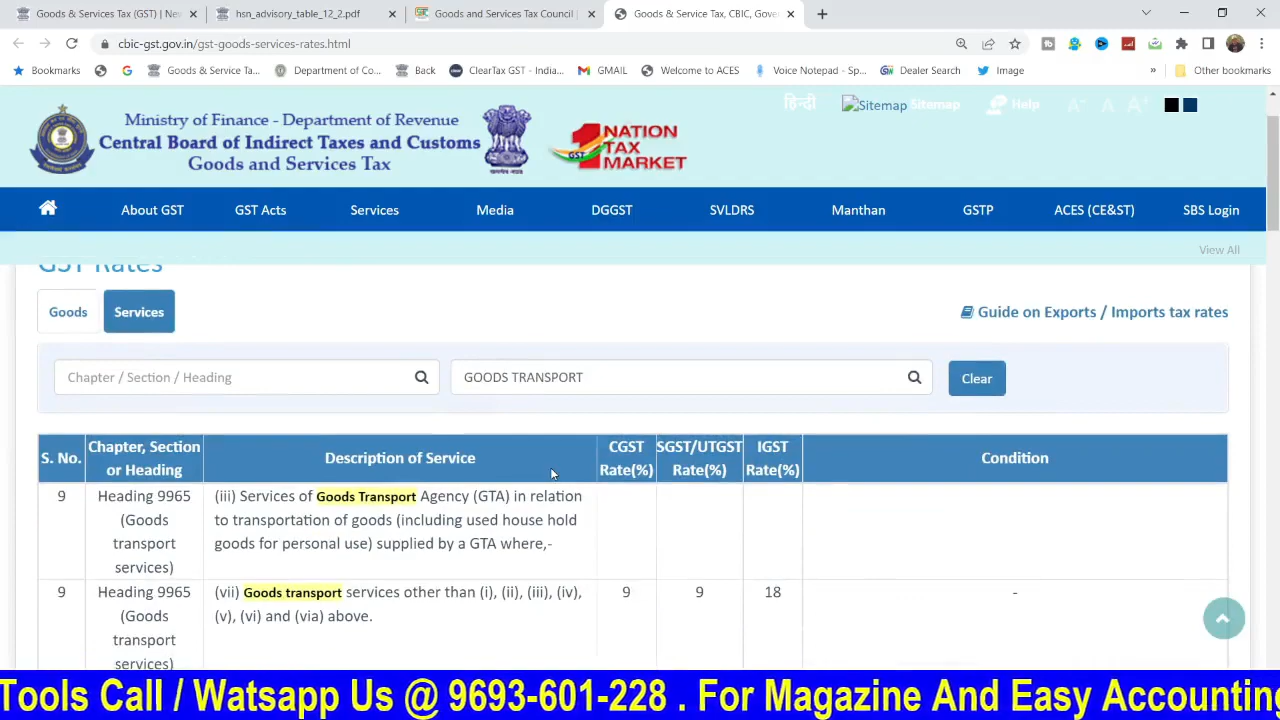 Goods & Services Tax (GST) | Ne
hsn_advisory_table_12_2.pdf
Goods and Services Tax Council |
Goods & Service Tax, CBIC, Gove
cbic-gst.gov.in/gst-goods-services-rates.html
Bookmarks
Goods & Service Ta...
Department of Co...
Back
ClearTax GST - India...
GMAIL
Welcome to ACES
Voice Notepad - Sp...
Dealer Search
Image
»
Other bookmarks
हिन्दी
Sitemap Sitemap
Help
A-
A
A+
Ministry of Finance - Department of Revenue
Central Board of Indirect Taxes and Customs
Goods and Services Tax
1 NATION
TAX
MARKET
GST
About GST
GST Acts
Services
Media
DGGST
SVLDRS
Manthan
GSTP
ACES (CE&ST)
SBS Login
View All
GST Rates
Goods
Services
Guide on Exports / Imports tax rates
Chapter / Section / Heading
GOODS TRANSPORT
Clear
S. No.
Chapter, Section
or Heading
Description of Service
CGST
Rate(%)
SGST/UTGST
Rate(%)
IGST
Rate(%)
Condition
9
Heading 9965
(Goods
transport
services)
(iii) Services of Goods Transport Agency (GTA) in relation
to transportation of goods (including used house hold
goods for personal use) supplied by a GTA where,-
9
Heading 9965
(Goods
transport
services)
(vii) Goods transport services other than (i), (ii), (iii), (iv),
(v), (vi) and (via) above.
9
9
18
-
Tools Call / Watsapp Us @ 9693-601-228 . For Magazine And Easy Accounting